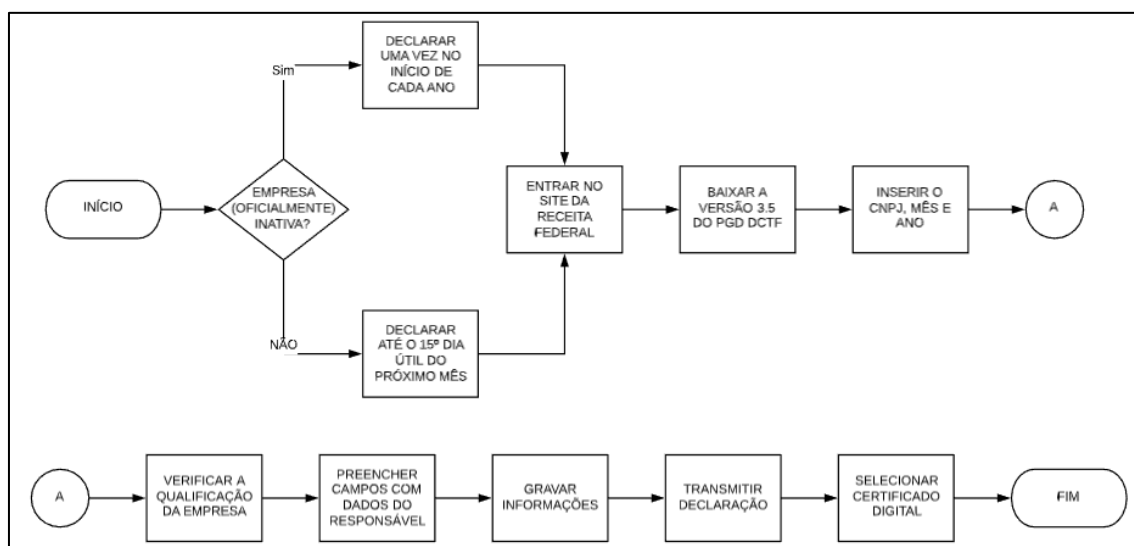 INÍCIO
EMPRESA
(OFICIALMENTE)
INATIVA?
Sim
DECLARAR
UMA VEZ NO
INÍCIO DE
CADA ANO
NÃO
DECLARAR
ATÉ O 15º DIA
ÚTIL DO
PRÓXIMO MÊS
ENTRAR NO
SITE DA
RECEITA
FEDERAL
BAIXAR A
VERSÃO 3.5
DO PGD DCTF
INSERIR O
CNPJ, MÊS E
ANO
A
A
VERIFICAR A
QUALIFICAÇÃO
DA EMPRESA
PREENCHER
CAMPOS COM
DADOS DO
RESPONSÁVEL
GRAVAR
INFORMAÇÕES
TRANSMITIR
DECLARAÇÃO
SELECIONAR
CERTIFICADO
DIGITAL
FIM